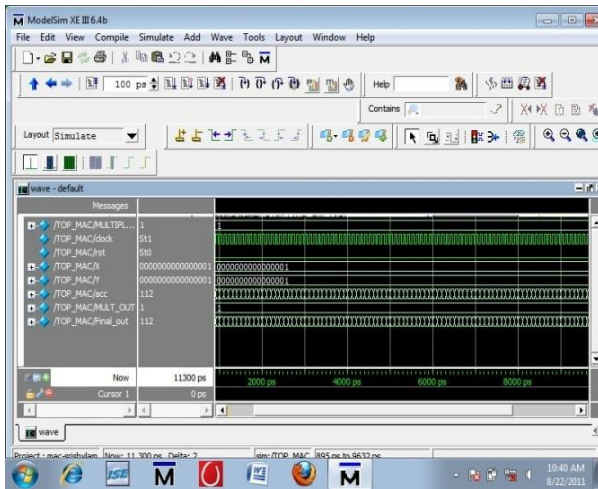 ModelSim XE III 6.4b
File Edit View Compile Simulate Add Wave Tools Layout Window Help
100 ps
Help
Contains
Layout Simulate
wave - default
Messages
/TOP_MAC/MULTIPL... 1 1
/TOP_MAC/clock St1
/TOP_MAC/rst St0
/TOP_MAC/X 0000000000000001 0000000000000001
/TOP_MAC/Y 0000000000000001 0000000000000001
/TOP_MAC/acc 112
/TOP_MAC/MULT_OUT 1 1
/TOP_MAC/Final_out 112
Now 11300 ps 2000 ps 4000 ps 6000 ps 8000 ps
Cursor 1 0 ps
wave
Now: 11,300 ps Delta: 2 sim:/TOP_MAC 895 ps to 9632 ps
ISE
10:40 AM
8/22/2011